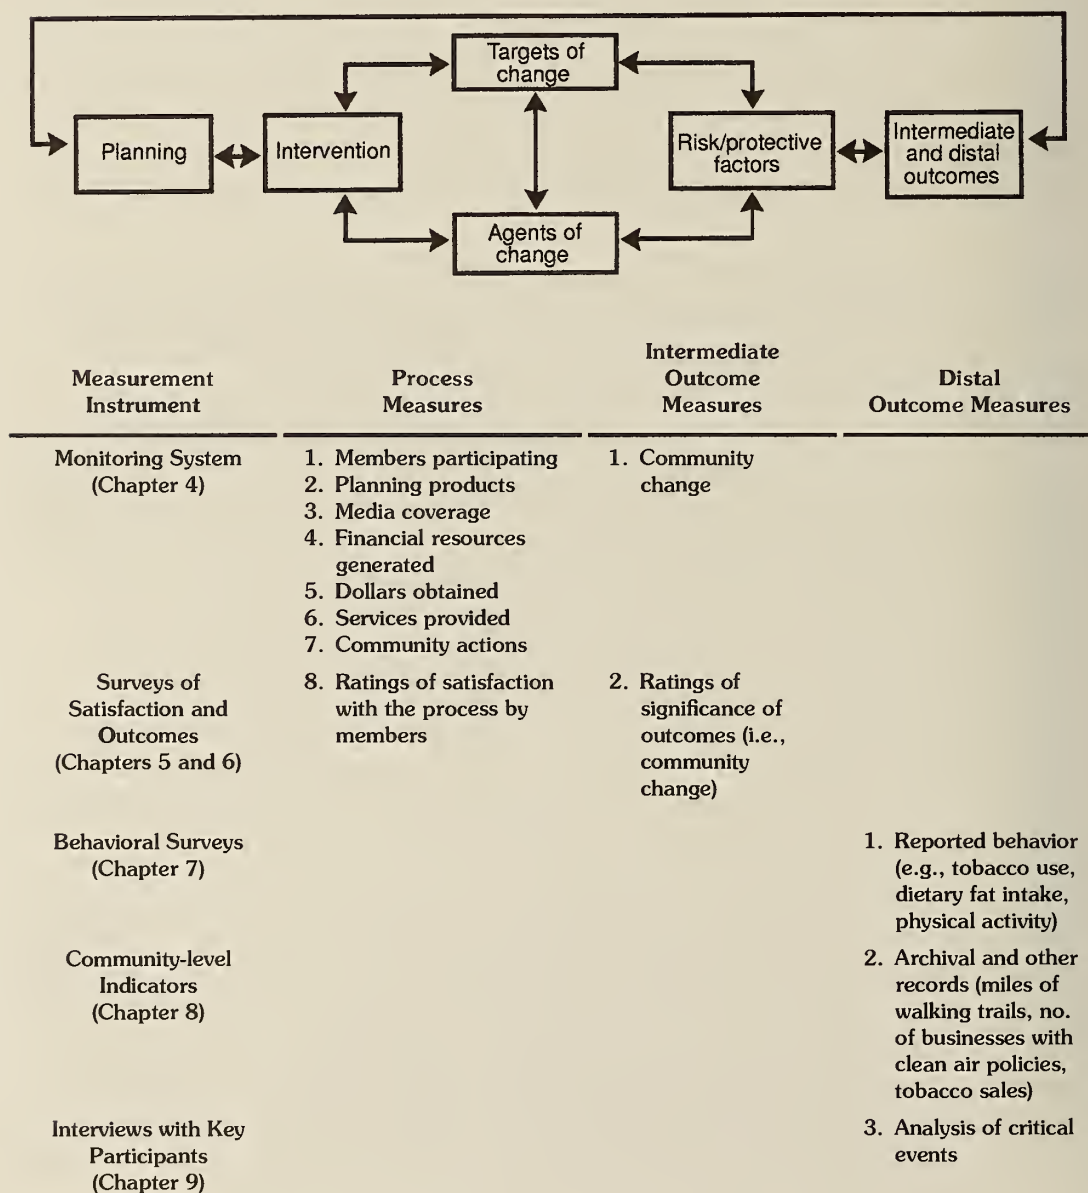 Targets of
change
Planning
Intervention
Risk/protective
factors
Intermediate
and distal
outcomes
Agents of
change
Measurement
Instrument
Process
Measures
Intermediate
Outcome
Measures
Distal
Outcome Measures
Monitoring System
(Chapter 4)
1. Members participating
2. Planning products
3. Media coverage
4. Financial resources
generated
5. Dollars obtained
6. Services provided
7. Community actions
1. Community
change
Surveys of
Satisfaction and
Outcomes
(Chapters 5 and 6)
8. Ratings of satisfaction
with the process by
members
2. Ratings of
significance of
outcomes (i.e.,
community
change)
Behavioral Surveys
(Chapter 7)
1. Reported behavior
(e.g., tobacco use,
dietary fat intake,
physical activity)
Community-level
Indicators
(Chapter 8)
2. Archival and other
records (miles of
walking trails, no.
of businesses with
clean air policies,
tobacco sales)
Interviews with Key
Participants
(Chapter 9)
3. Analysis of critical
events